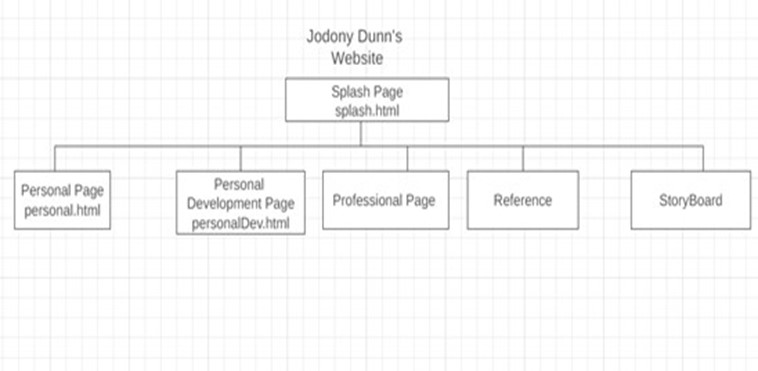 Jodony Dunn's
Website
Splash Page
splash.html
Personal Page
personal.html
Personal
Development Page
personalDev.html
Professional Page
Reference
StoryBoard